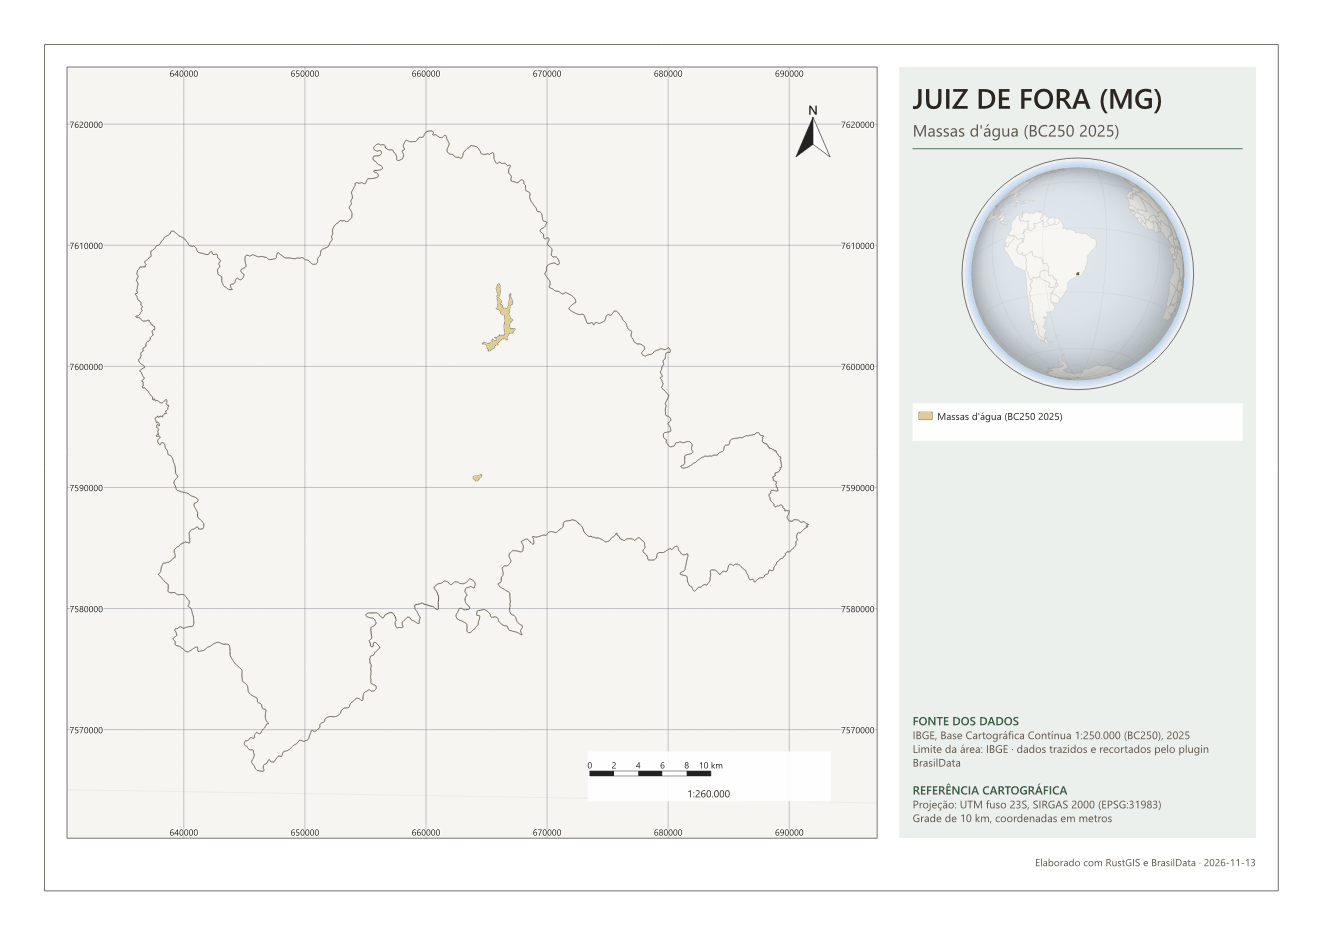 640000 650000 660000 670000 680000 690000
N
7620000 7620000
7610000 7610000
7600000 7600000
7590000 7590000
7580000 7580000
7570000 7570000
0 2 4 6 8 10 km
1:260.000
640000 650000 660000 670000 680000 690000
JUIZ DE FORA (MG)
Massas d'água (BC250 2025)
Massas d'água (BC250 2025)
FONTE DOS DADOS
IBGE, Base Cartográfica Contínua 1:250.000 (BC250), 2025
Limite da área: IBGE · dados trazidos e recortados pelo plugin
BrasilData
REFERÊNCIA CARTOGRÁFICA
Projeção: UTM fuso 23S, SIRGAS 2000 (EPSG:31983)
Grade de 10 km, coordenadas em metros
Elaborado com RustGIS e BrasilData · 2026-11-13